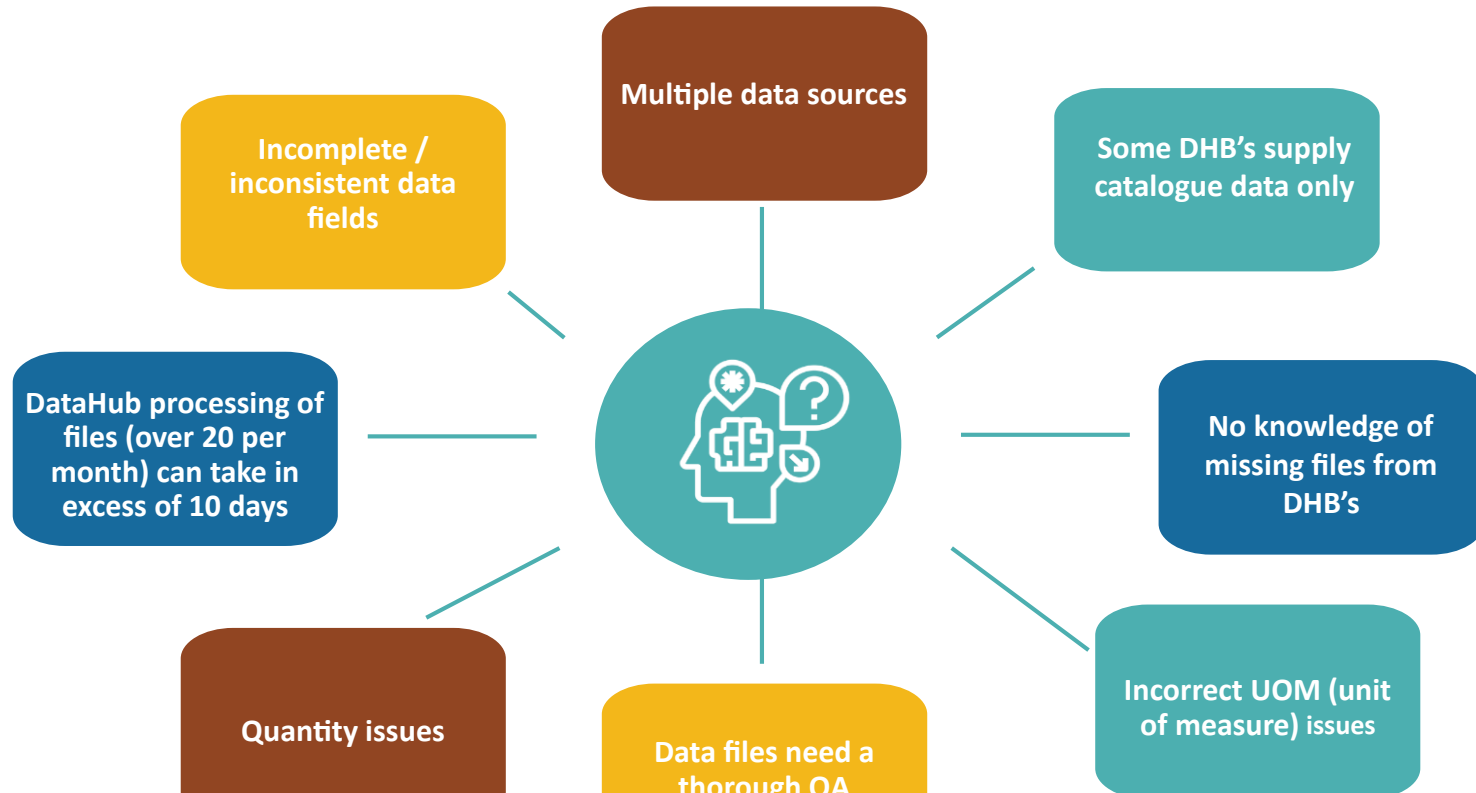 Multiple data sources
Some DHB’s supply
catalogue data only
No knowledge of
missing files from
DHB’s
Incorrect UOM (unit
of measure) issues
Data files need a
thorough QA
Quantity issues
DataHub processing of
files (over 20 per
month) can take in
excess of 10 days
Incomplete /
inconsistent data
fields
?